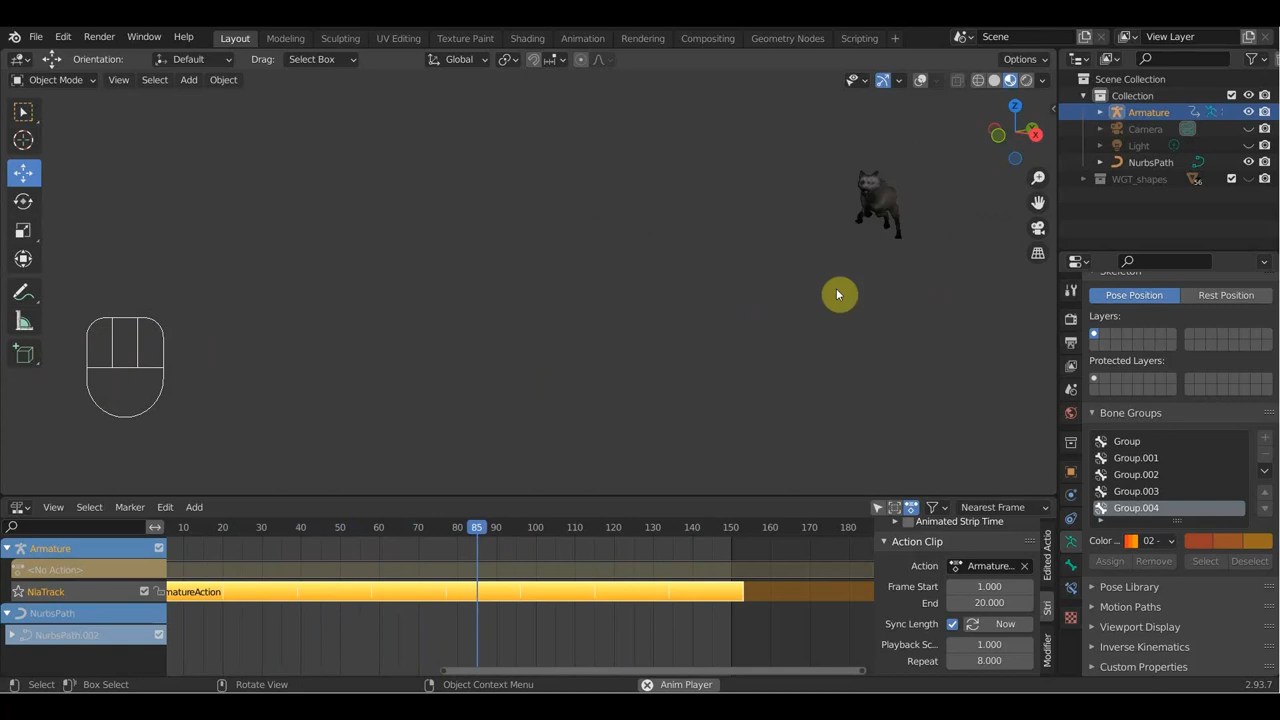 File Edit Render Window Help Layout Modeling Sculpting UV Editing Texture Paint Shading Animation Rendering Compositing Geometry Nodes Scripting + Scene View Layer
Orientation: Default Drag: Select Box Global Options
Object Mode View Select Add Object
Scene Collection
Collection
Armature
Camera
Light
NurbsPath
WGT_shapes 56
Z
X
Pose Position Rest Position
Layers:
Protected Layers:
Bone Groups
Group
Group.001
Group.002
Group.003
Group.004
Color ... 02 -
Assign Remove Select Deselect
Pose Library
Motion Paths
Viewport Display
Inverse Kinematics
Custom Properties
View Select Marker Edit Add Nearest Frame
10 20 30 40 50 60 70 80 85 100 110 120 130 140 150 160 170 180
Armature
<No Action>
NlaTrack
matureAction
NurbsPath
NurbsPath.002
Animated Strip Time
Action Clip
Action Armature...
Frame Start 1.000
End 20.000
Sync Length Now
Playback Sc... 1.000
Repeat 8.000
Edited Actio
Stri
Modifier
Select Box Select Rotate View Object Context Menu Anim Player 2.93.7